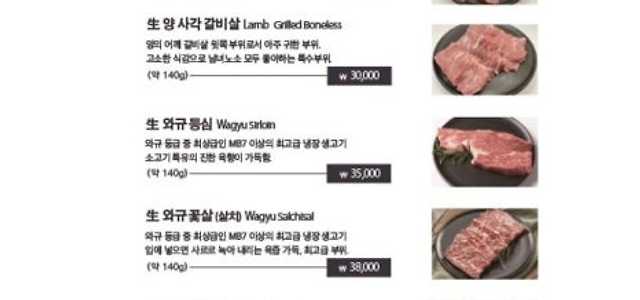 生 양 사각 갈비살 Lamb Grilled Boneless
양의 어깨 갈비살 윗쪽 부위로서 아주 귀한 부위.
고소한 식감으로 남녀노소 모두 좋아하는 특수부위.
(약 140g) ₩ 30,000
生 와규 등심 Wagyu Sirloin
와규 등급 중 최상급인 MB7 이상의 최고급 냉장 생고기
소고기 특유의 진한 육향이 가득함.
(약 140g) ₩ 35,000
生 와규 꽃살 (살치) Wagyu Salchisal
와규 등급 중 최상급인 MB7 이상의 최고급 냉장 생고기
입에 넣으면 사르르 녹아 내리는 육즙 가득, 최고급 부위.
(약 140g) ₩ 38,000